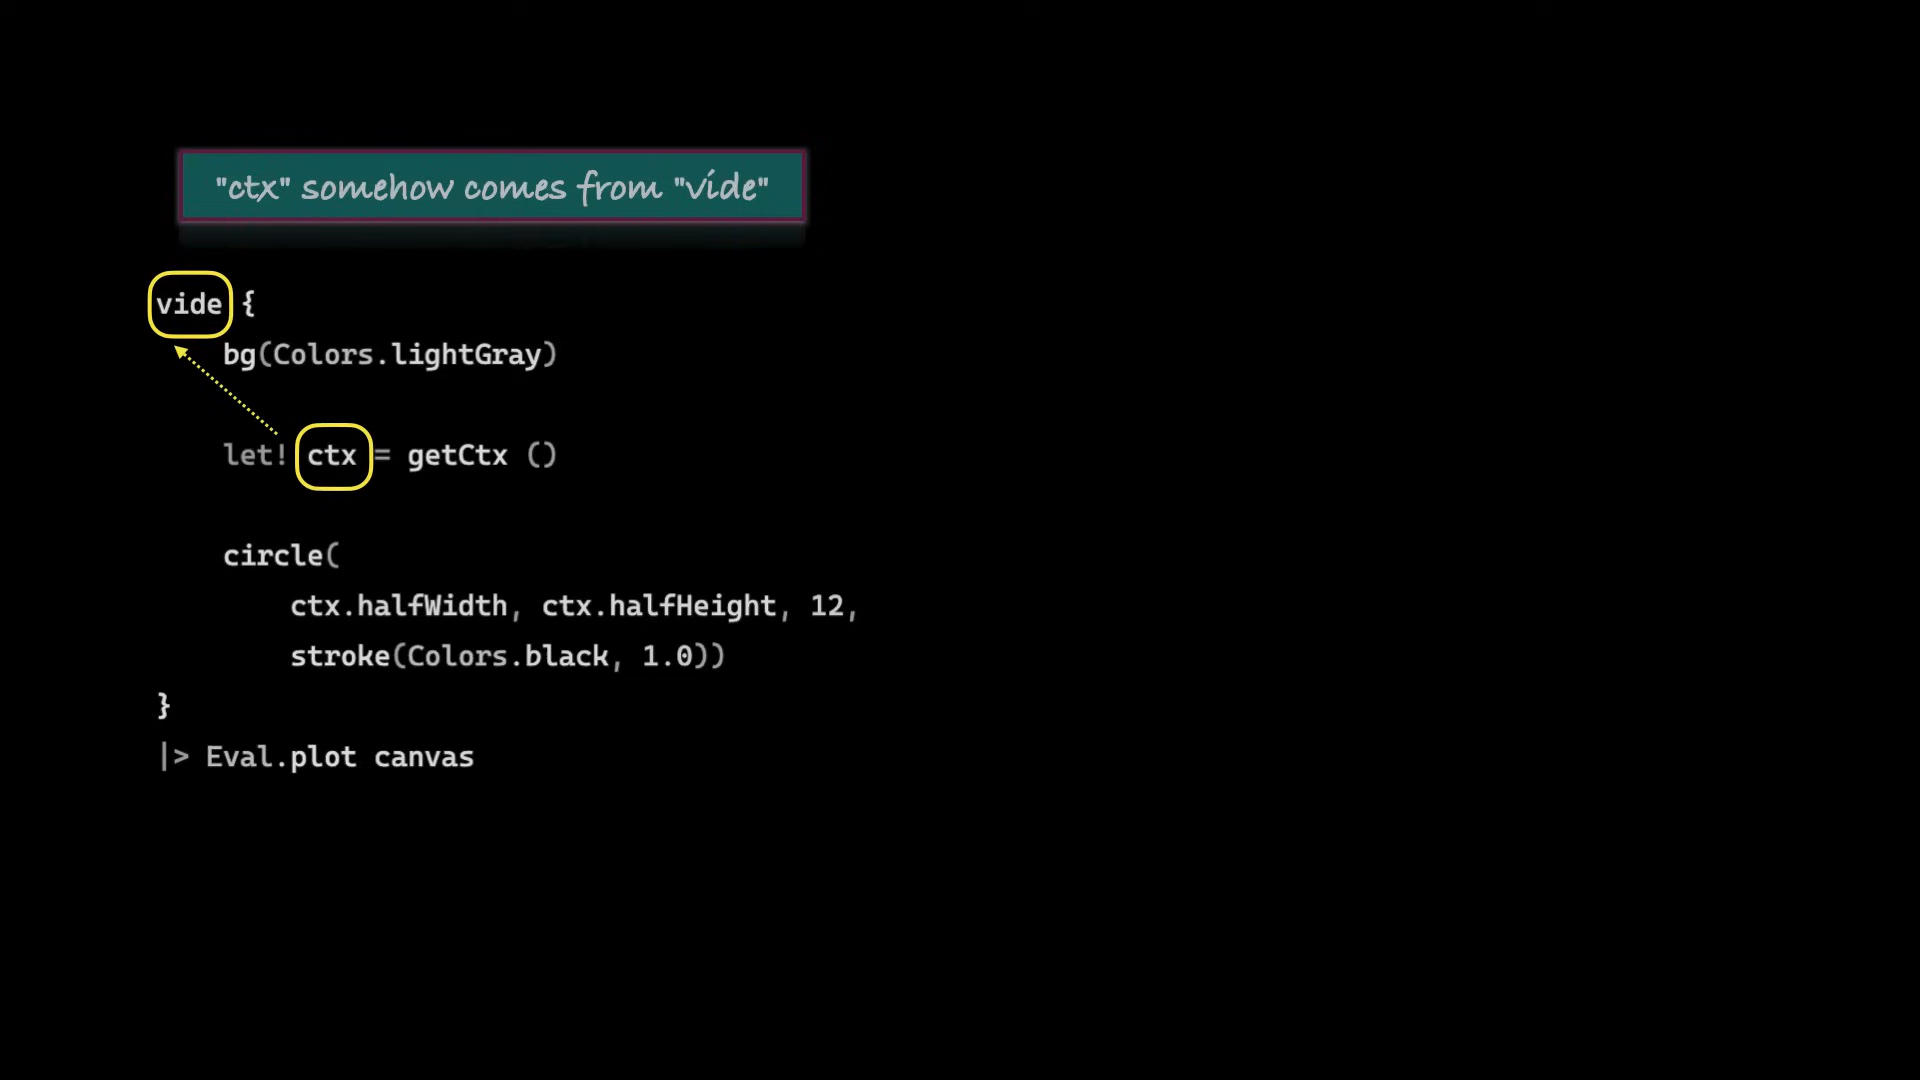 "ctx" somehow comes from "vide"
vide {
bg(Colors.lightGray)
let! ctx = getCtx ()
circle(
ctx.halfWidth, ctx.halfHeight, 12,
stroke(Colors.black, 1.0))
}
|> Eval.plot canvas